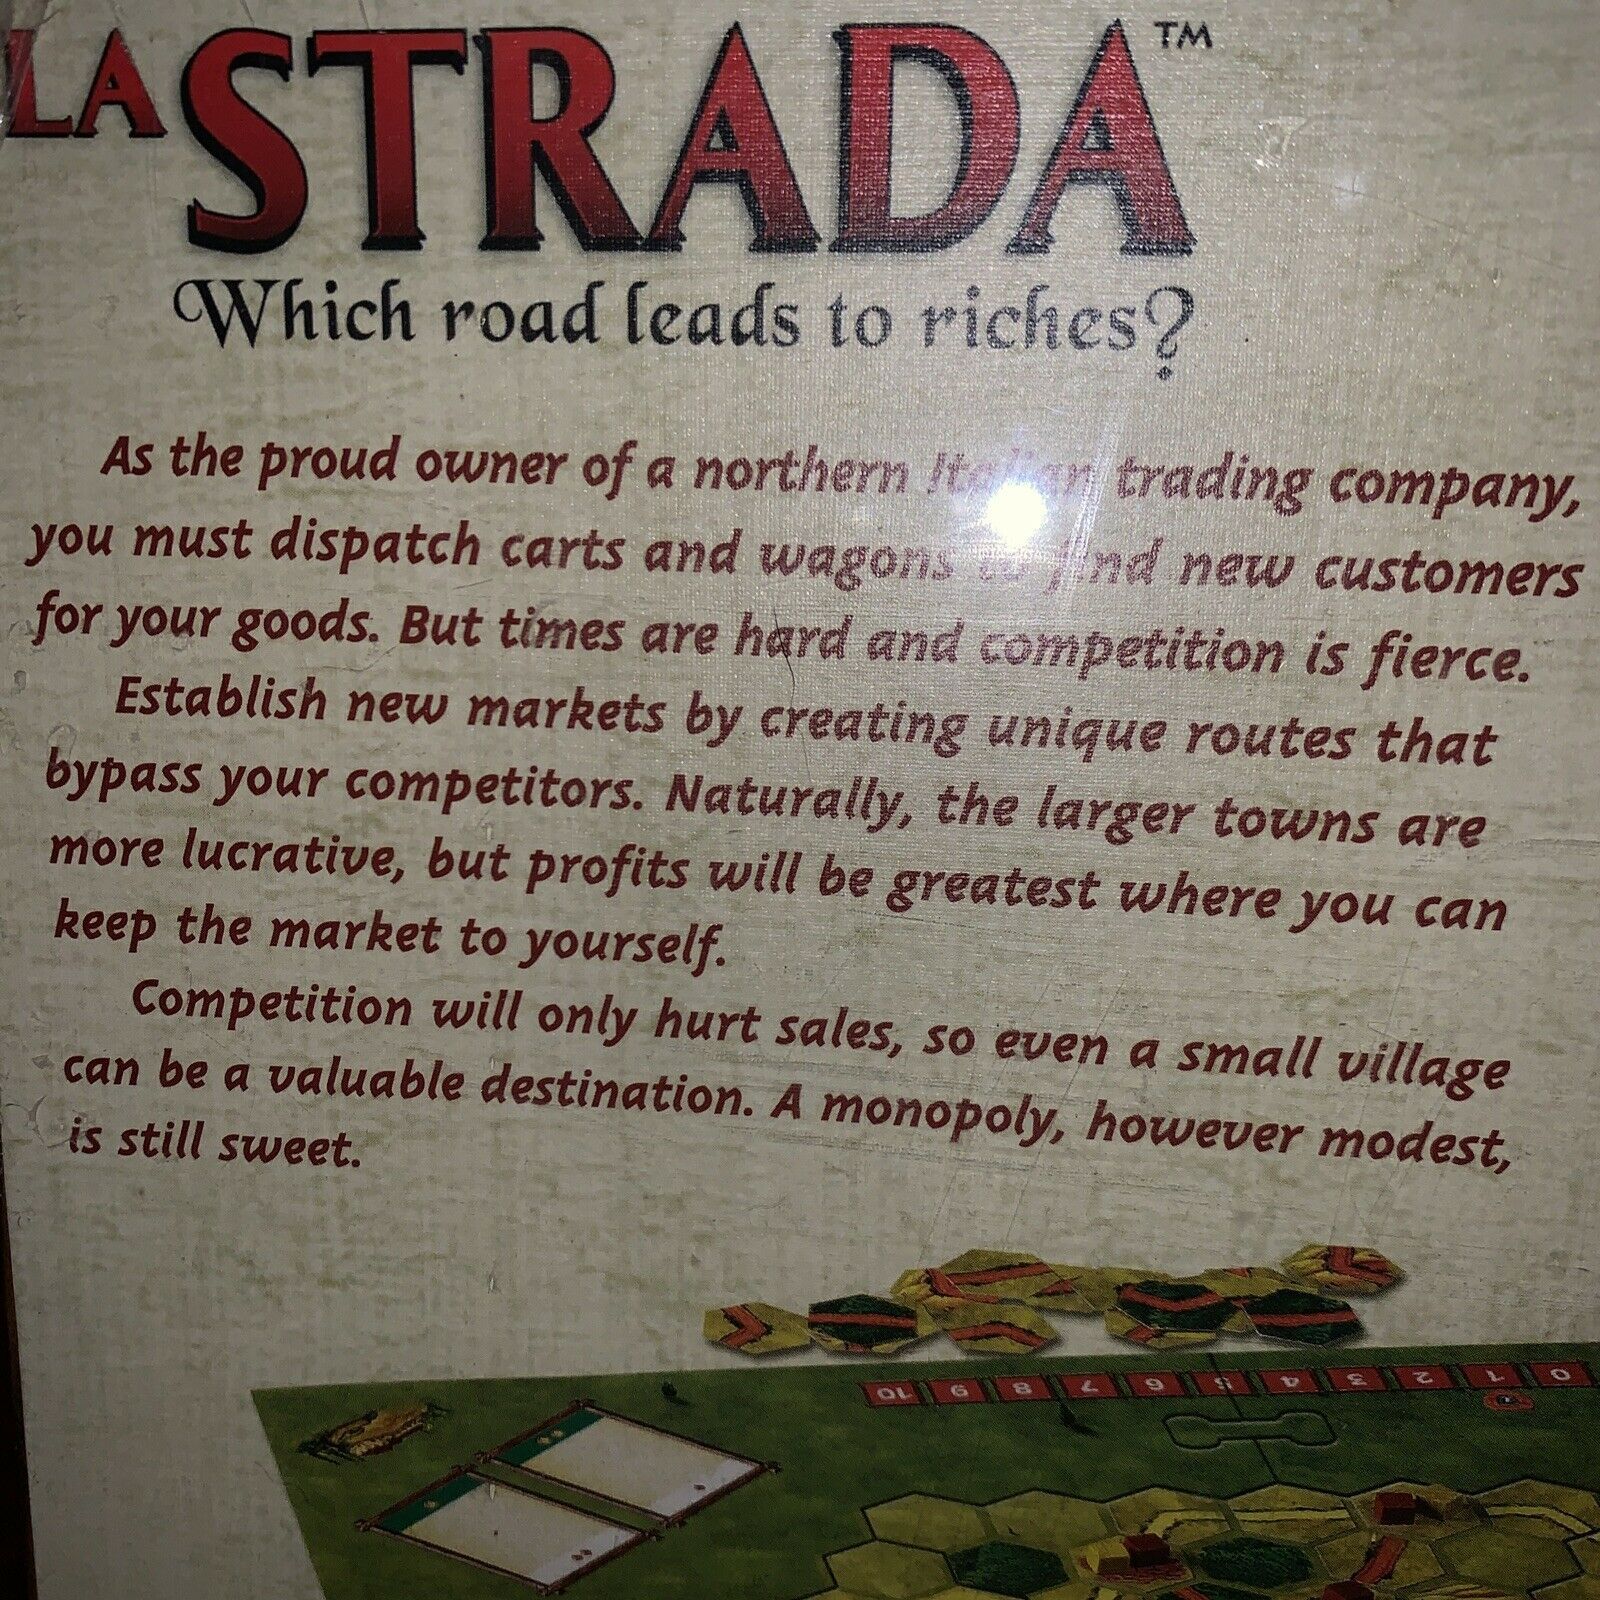 LA STRADA™
Which road leads to riches?
As the proud owner of a northern Italian trading company,
you must dispatch carts and wagons to find new customers
for your goods. But times are hard and competition is fierce.
Establish new markets by creating unique routes that
bypass your competitors. Naturally, the larger towns are
more lucrative, but profits will be greatest where you can
keep the market to yourself.
Competition will only hurt sales, so even a small village
can be a valuable destination. A monopoly, however modest,
is still sweet.
10 9 8 7 6 5 4 3 2 1 0